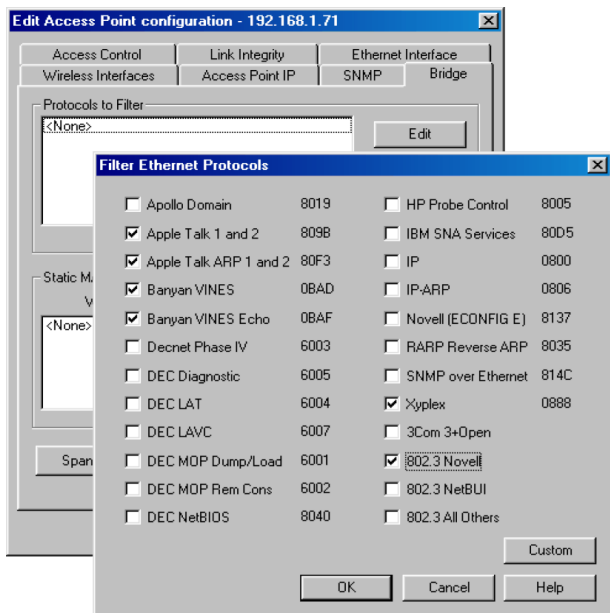 Edit Access Point configuration - 192.168.1.71
Access Control
Link Integrity
Ethernet Interface
Wireless Interfaces
Access Point IP
SNMP
Bridge
Protocols to Filter
<None>
Edit
Static M
V
<None>
Span
Filter Ethernet Protocols
Apollo Domain 8019
Apple Talk 1 and 2 809B
Apple Talk ARP 1 and 2 80F3
Banyan VINES 0BAD
Banyan VINES Echo 0BAF
Decnet Phase IV 6003
DEC Diagnostic 6005
DEC LAT 6004
DEC LAVC 6007
DEC MOP Dump/Load 6001
DEC MOP Rem Cons 6002
DEC NetBIOS 8040
HP Probe Control 8005
IBM SNA Services 80D5
IP 0800
IP-ARP 0806
Novell (ECONFIG E) 8137
RARP Reverse ARP 8035
SNMP over Ethernet 814C
Xyplex 0888
3Com 3+Open
802.3 Novell
802.3 NetBUI
802.3 All Others
Custom
OK
Cancel
Help